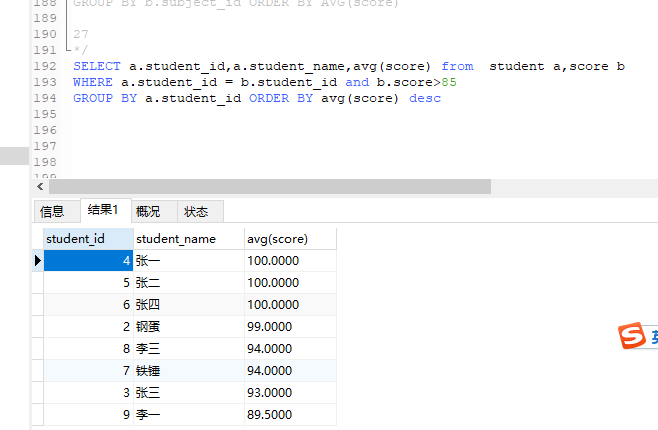 188 GROUP BY b.subject_id ORDER BY AVG(score)
189
190 27
191 */
192 SELECT a.student_id,a.student_name,avg(score) from  student a,score b
193 WHERE a.student_id = b.student_id and b.score>85
194 GROUP BY a.student_id ORDER BY avg(score) desc
195
196
197
198
199
信息 结果1 概况 状态
student_id student_name avg(score)
4 张一 100.0000
5 张二 100.0000
6 张四 100.0000
2 钢蛋 99.0000
8 李三 94.0000
7 铁锤 94.0000
3 张三 93.0000
9 李一 89.5000
S